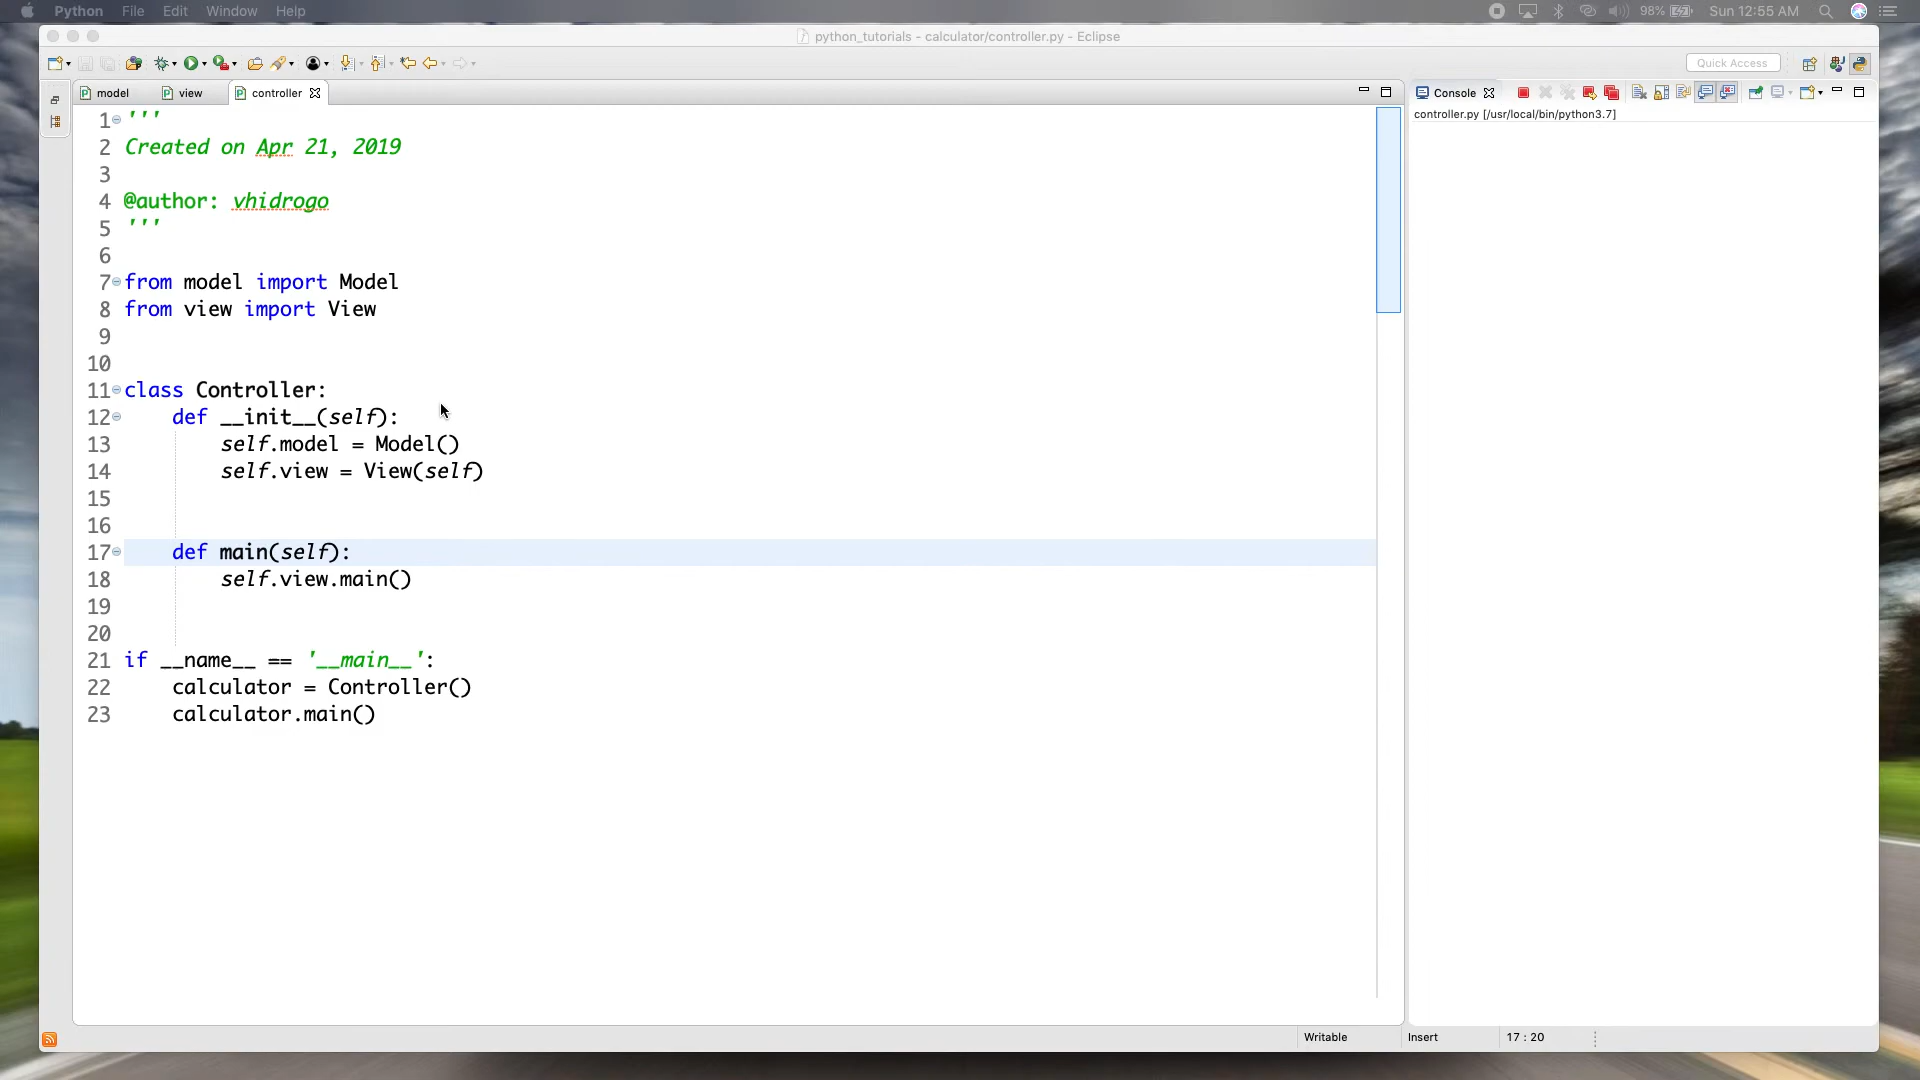 Python File Edit Window Help 98% Sun 12:55 AM
python_tutorials - calculator/controller.py - Eclipse
Quick Access
model view controller
Console
controller.py [/usr/local/bin/python3.7]
1 '''
2 Created on Apr 21, 2019
3
4 @author: vhidrogo
5 '''
6
7 from model import Model
8 from view import View
9
10
11 class Controller:
12     def __init__(self):
13         self.model = Model()
14         self.view = View(self)
15
16
17     def main(self):
18         self.view.main()
19
20
21 if __name__ == '__main__':
22     calculator = Controller()
23     calculator.main()
Writable Insert 17 : 20